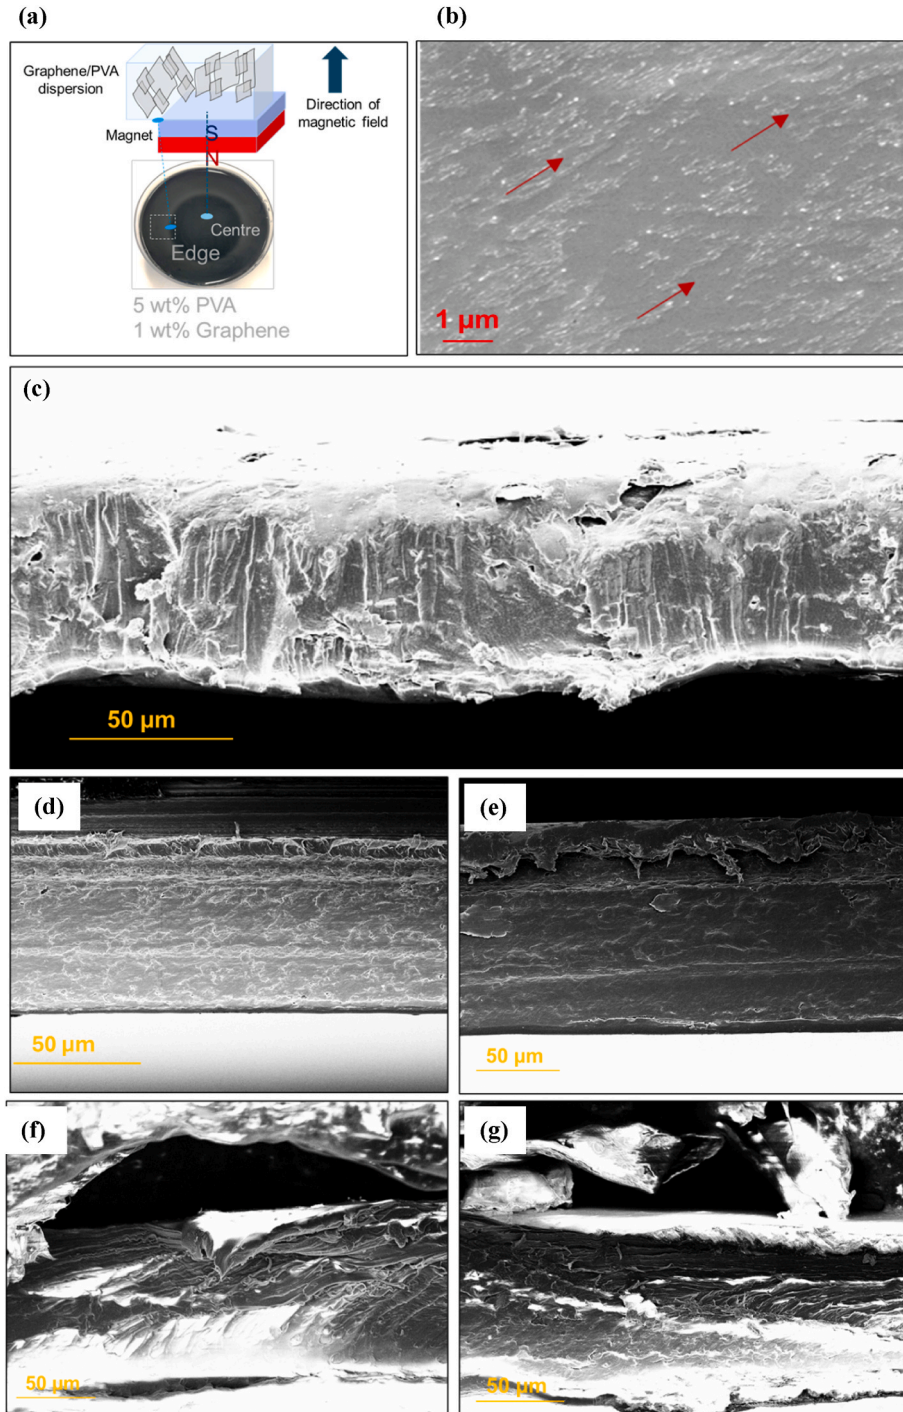 (a)
Graphene/PVA
dispersion
Direction of
magnetic field
Magnet
S
N
Centre
Edge
5 wt% PVA
1 wt% Graphene
(b)
1 µm
(c)
50 µm
(d)
50 µm
(e)
50 µm
(f)
50 µm
(g)
50 µm